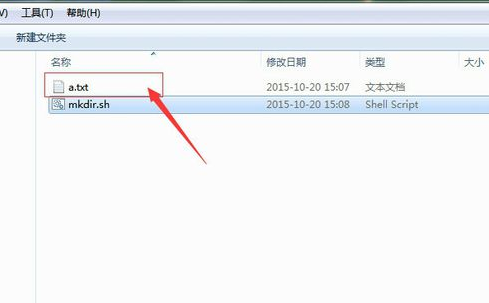 V) 工具(T) 帮助(H)
新建文件夹
名称 修改日期 类型 大小
a.txt 2015-10-20 15:07 文本文档
mkdir.sh 2015-10-20 15:08 Shell Script